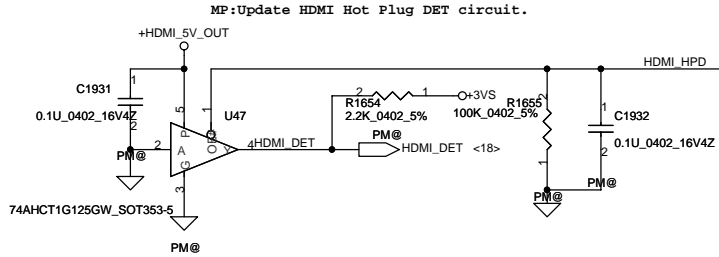 MP:Update HDMI Hot Plug DET circuit.
+HDMI_5V_OUT
HDMI_HPD
C1931
1
2
0.1U_0402_16V4Z
5
1
U47
P
OE#
2
A
Y
4
HDMI_DET
G
3
PM@
74AHCT1G125GW_SOT353-5
PM@
2
1
+3VS
R1654
2.2K_0402_5%
PM@
HDMI_DET <18>
R1655
100K_0402_5%
2
1
PM@
C1932
1
2
0.1U_0402_16V4Z
PM@